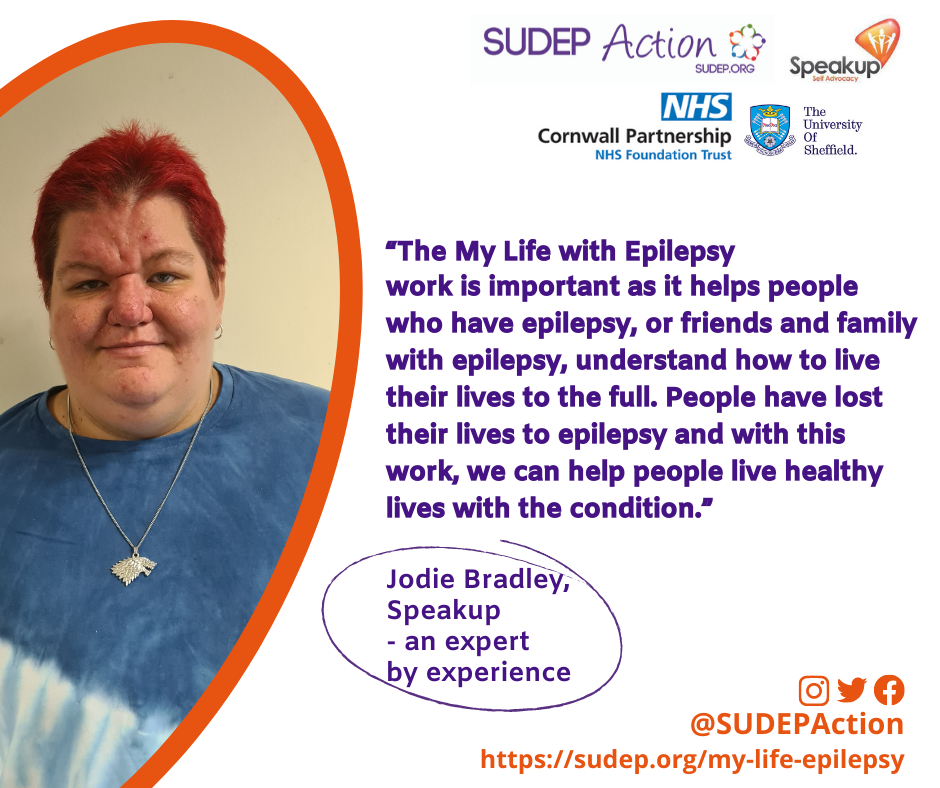 SUDEP Action
SUDEP.ORG
Speakup
Self Advocacy
NHS
Cornwall Partnership
NHS Foundation Trust
The
University
Of
Sheffield.
“The My Life with Epilepsy
work is important as it helps people
who have epilepsy, or friends and family
with epilepsy, understand how to live
their lives to the full. People have lost
their lives to epilepsy and with this
work, we can help people live healthy
lives with the condition.”
Jodie Bradley,
Speakup
- an expert
by experience
@SUDEPAction
https://sudep.org/my-life-epilepsy